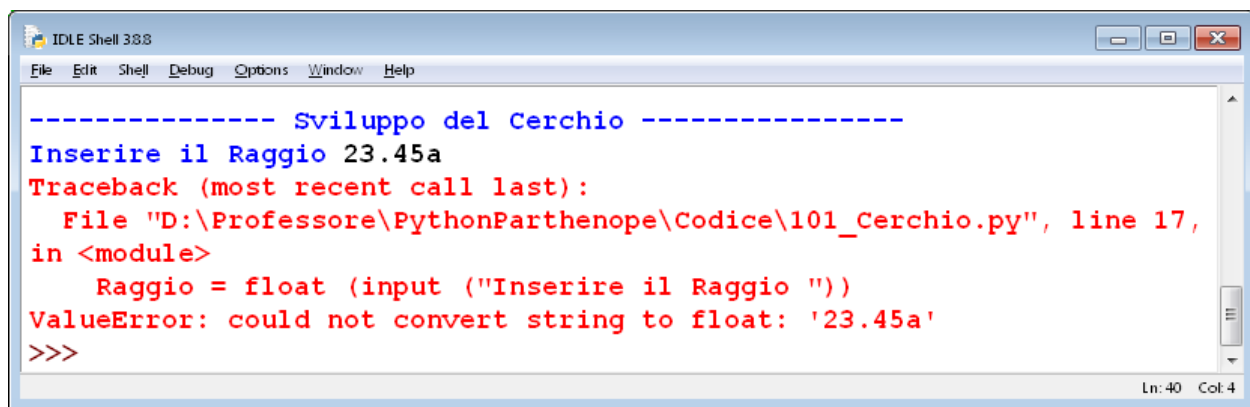 IDLE Shell 3.8.8
File Edit Shell Debug Options Window Help
--------------- Sviluppo del Cerchio ----------------
Inserire il Raggio 23.45a
Traceback (most recent call last):
  File "D:\Professore\PythonParthenope\Codice\101_Cerchio.py", line 17,
in <module>
    Raggio = float (input ("Inserire il Raggio "))
ValueError: could not convert string to float: '23.45a'
>>>
Ln: 40 Col: 4